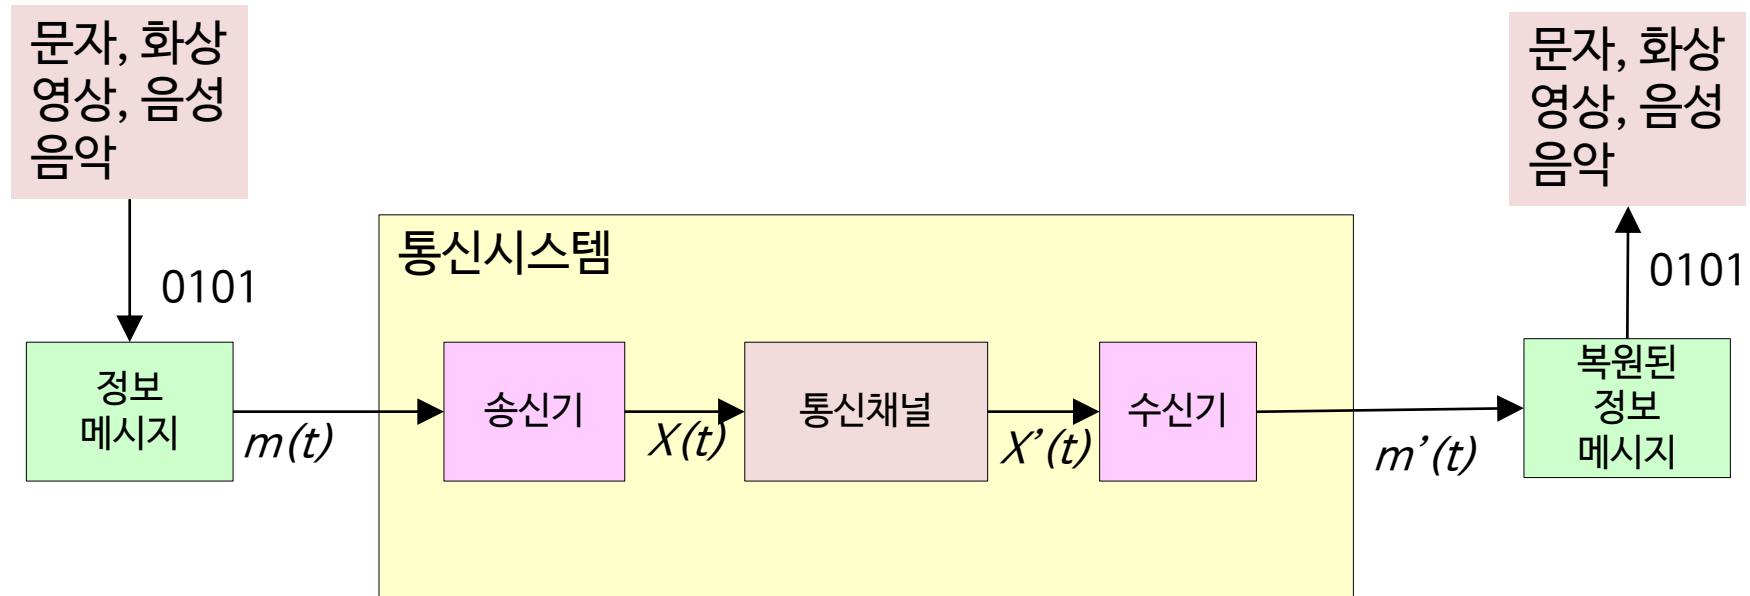 문자, 화상
영상, 음성
음악
0101
정보
메시지
m(t)
통신시스템
송신기
X(t)
통신채널
X’(t)
수신기
m’(t)
복원된
정보
메시지
0101
문자, 화상
영상, 음성
음악